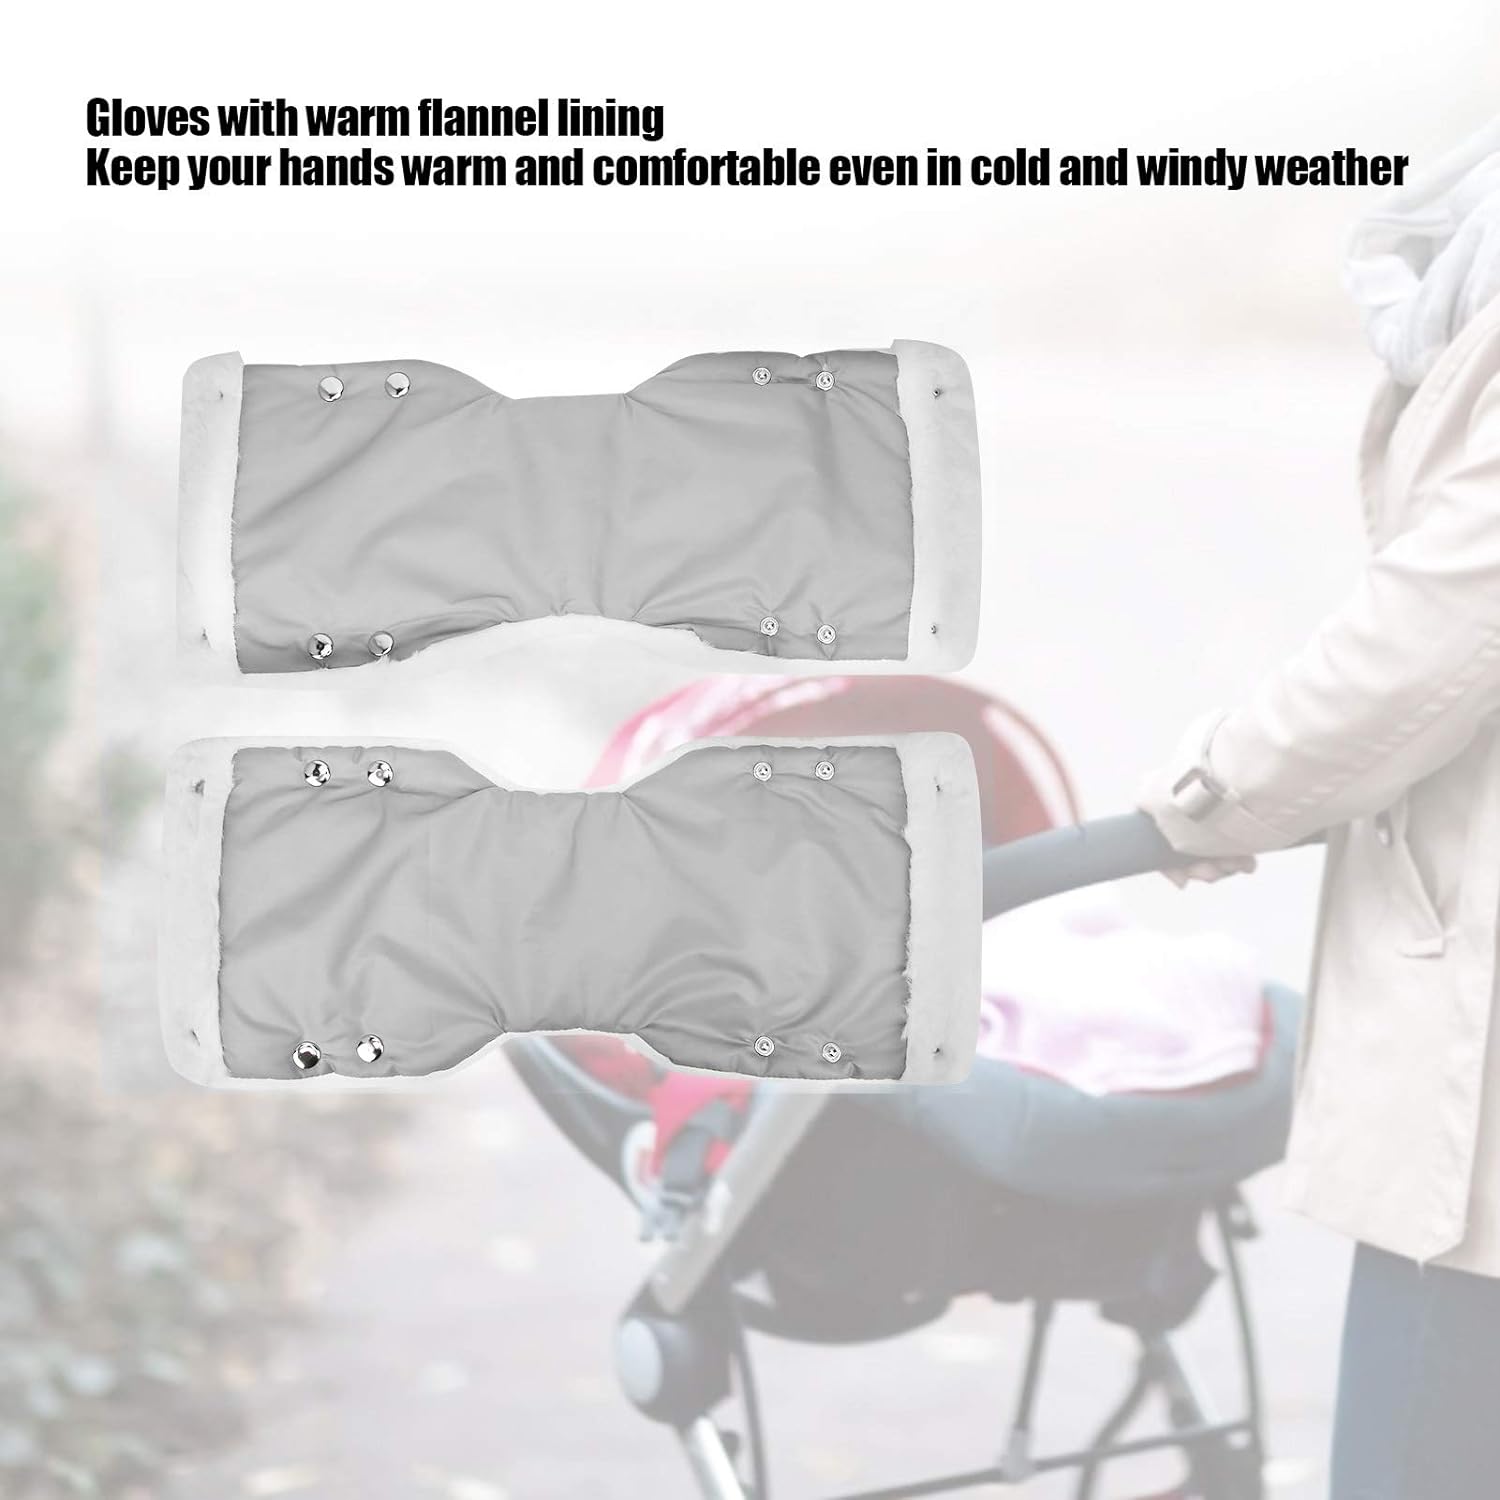 Gloves with warm flannel lining
Keep your hands warm and comfortable even in cold and windy weather